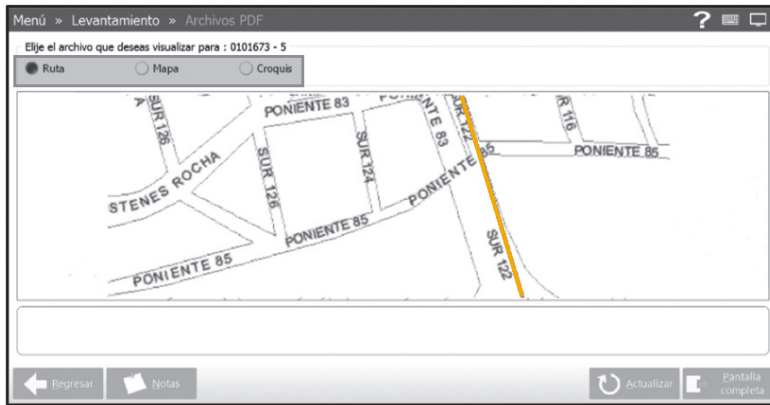 Menú » Levantamiento » Archivos PDF
?
Elije el archivo que deseas visualizar para : 0101673 - 5
Ruta Mapa Croquis
SUR 126
PONIENTE 83
SUR 122
SUR 116
NTE 83
STENES ROCHA
SUR 126
SUR 124
PONIENTE 85
PONIENTE 85
PONIENTE 85
PONIENTE 85
SUR 122
Regresar Notas Actualizar Pantalla
completa